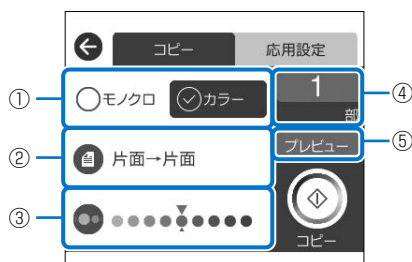 コピー
応用設定
① モノクロ カラー
1 ④
部
② 片面→片面
プレビュー ⑤
③
コピー